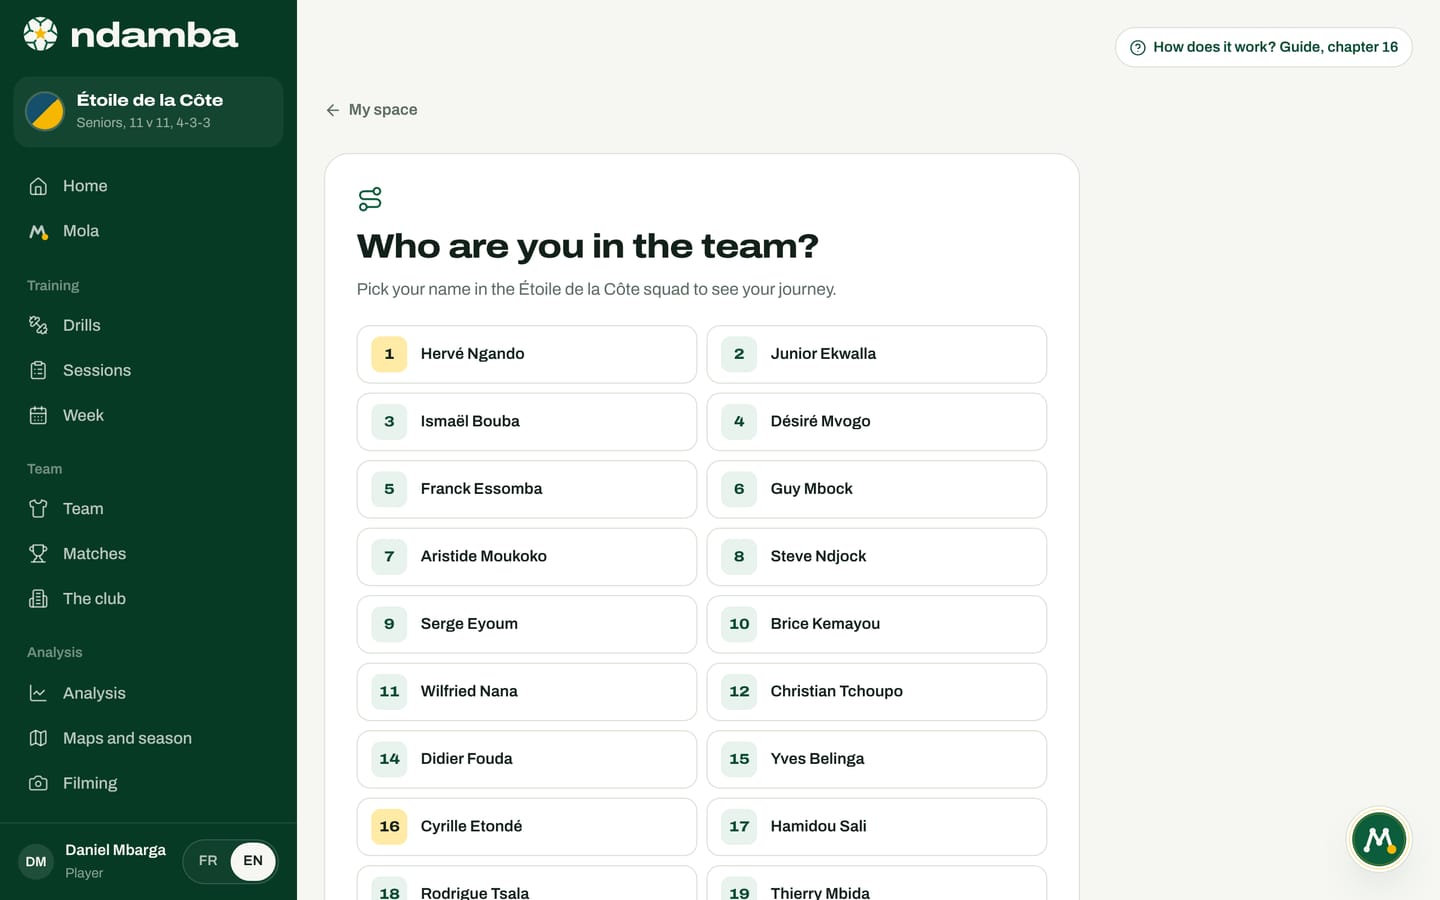 ndamba
Étoile de la Côte
Seniors, 11 v 11, 4-3-3
Home
Mola
Training
Drills
Sessions
Week
Team
Team
Matches
The club
Analysis
Analysis
Maps and season
Filming
DM
Daniel Mbarga
Player
FR
EN
How does it work? Guide, chapter 16
My space
Who are you in the team?
Pick your name in the Étoile de la Côte squad to see your journey.
1 Hervé Ngando
2 Junior Ekwalla
3 Ismaël Bouba
4 Désiré Mvogo
5 Franck Essomba
6 Guy Mbock
7 Aristide Moukoko
8 Steve Ndjock
9 Serge Eyoum
10 Brice Kemayou
11 Wilfried Nana
12 Christian Tchoupo
14 Didier Fouda
15 Yves Belinga
16 Cyrille Etondé
17 Hamidou Sali
18 Rodrigue Tsala
19 Thierry Mbida